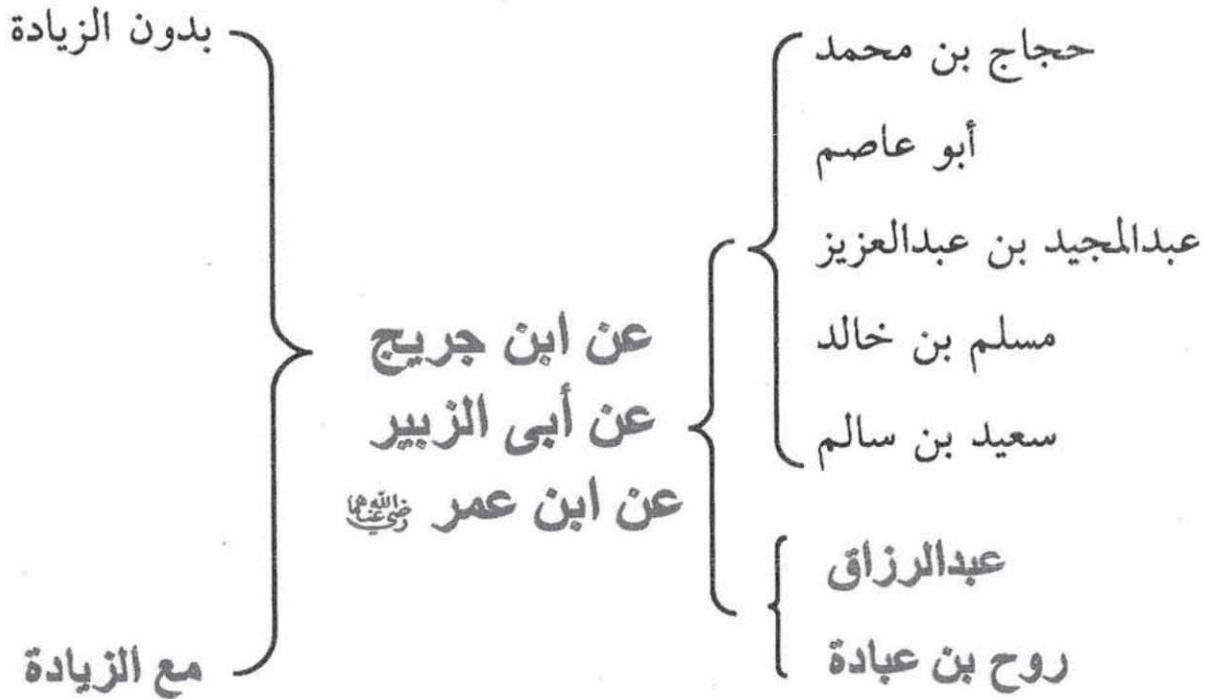 حجاج بن محمد
أبو عاصم
عبدالمجيد بن عبدالعزيز
مسلم بن خالد
سعيد بن سالم
عبدالرزاق
روح بن عبادة
عن ابن جريج
عن أبى الزبير
عن ابن عمر رضي الله عنهما
بدون الزيادة
مع الزيادة